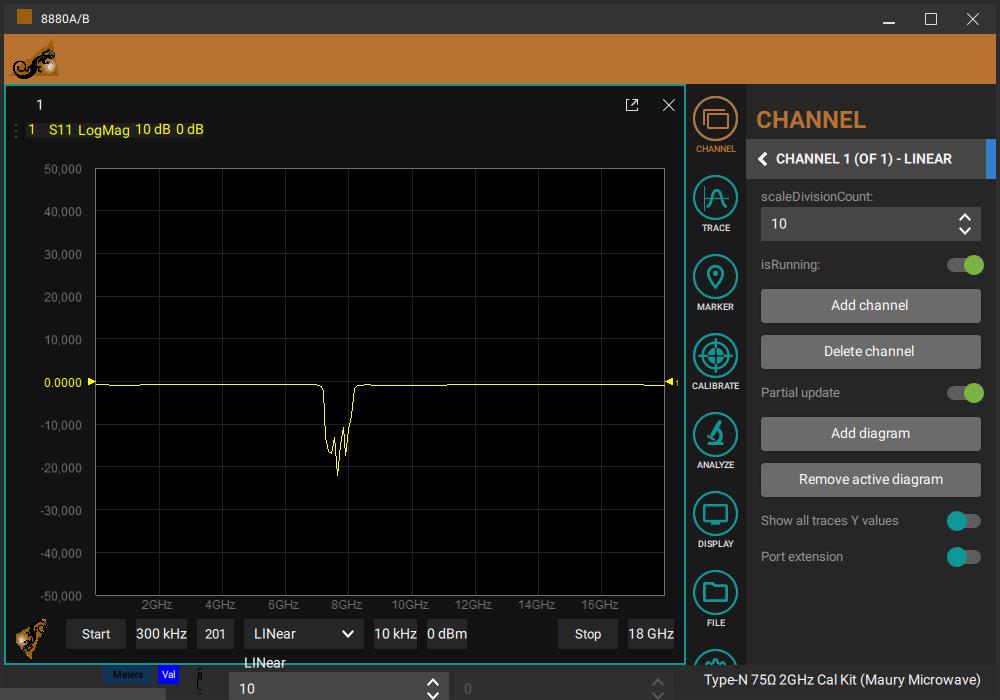 8880A/B
1
1 S11 LogMag 10 dB 0 dB
50,000
40,000
30,000
20,000
10,000
0.0000
1
-10,000
-20,000
-30,000
-40,000
-50,000
2GHz 4GHz 6GHz 8GHz 10GHz 12GHz 14GHz 16GHz
Start 300 kHz 201 LINear 10 kHz 0 dBm Stop 18 GHz
LINear
Meters Val
10 0
CHANNEL
TRACE
MARKER
CALIBRATE
ANALYZE
DISPLAY
FILE
CHANNEL
CHANNEL 1 (OF 1) - LINEAR
scaleDivisionCount:
10
isRunning:
Add channel
Delete channel
Partial update
Add diagram
Remove active diagram
Show all traces Y values
Port extension
Type-N 75Ω 2GHz Cal Kit (Maury Microwave)